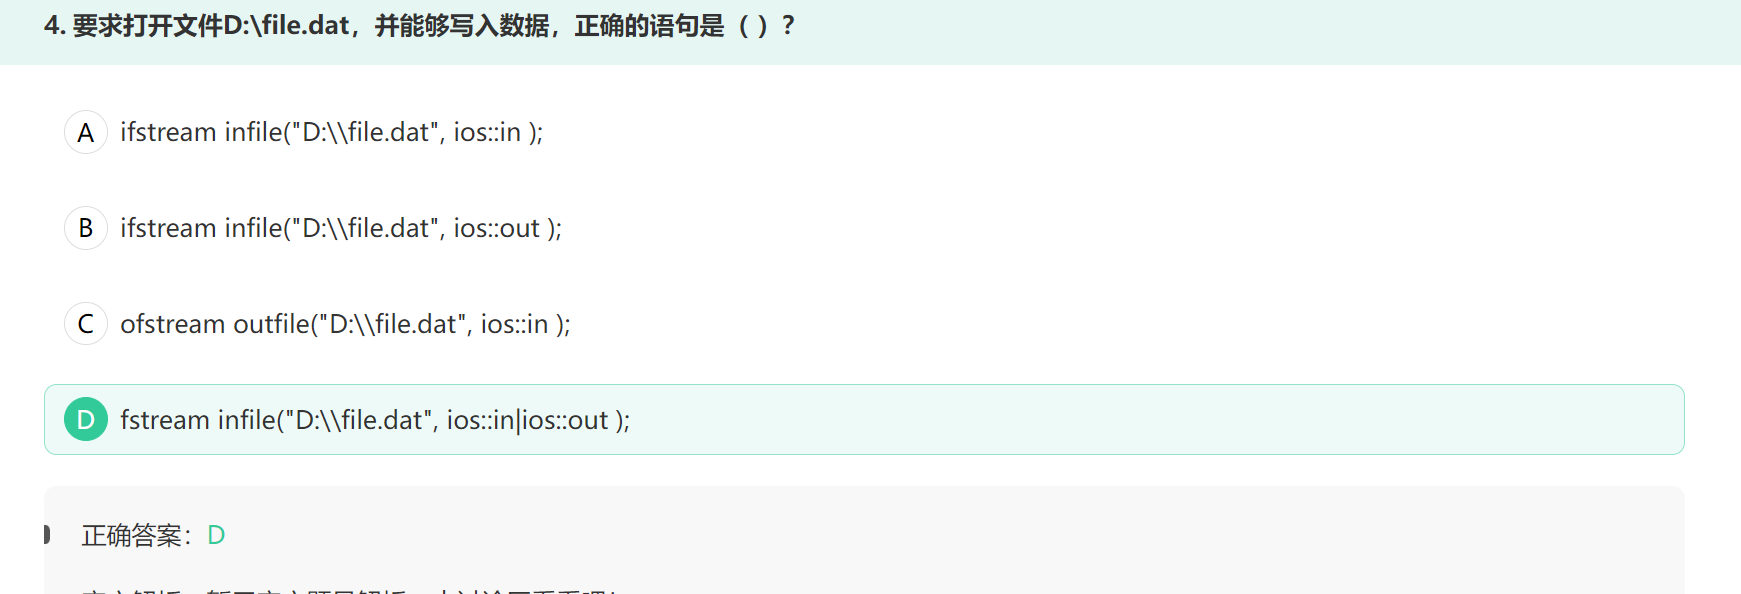 4. 要求打开文件D:\file.dat，并能够写入数据，正确的语句是（ ）？
A ifstream infile("D:\\file.dat", ios::in );
B ifstream infile("D:\\file.dat", ios::out );
C ofstream outfile("D:\\file.dat", ios::in );
D fstream infile("D:\\file.dat", ios::in|ios::out );
正确答案：D